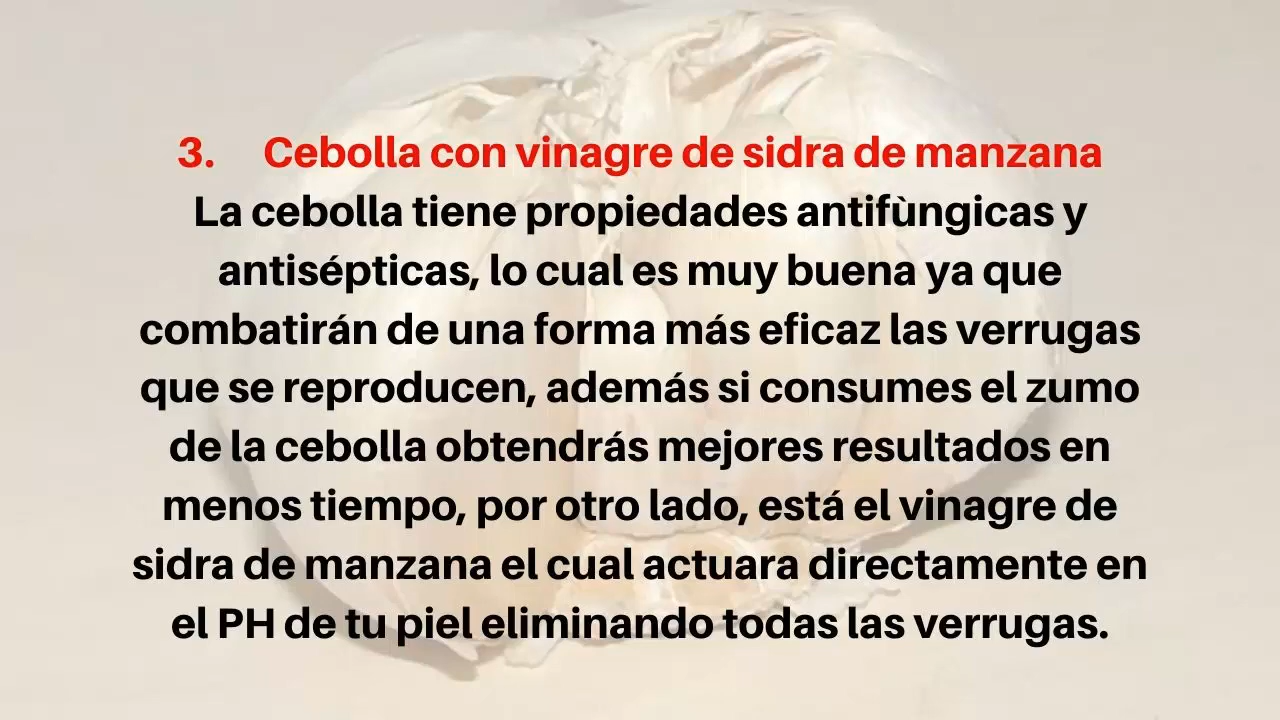 3. Cebolla con vinagre de sidra de manzana
La cebolla tiene propiedades antifùngicas y
antisépticas, lo cual es muy buena ya que
combatirán de una forma más eficaz las verrugas
que se reproducen, además si consumes el zumo
de la cebolla obtendrás mejores resultados en
menos tiempo, por otro lado, está el vinagre de
sidra de manzana el cual actuara directamente en
el PH de tu piel eliminando todas las verrugas.